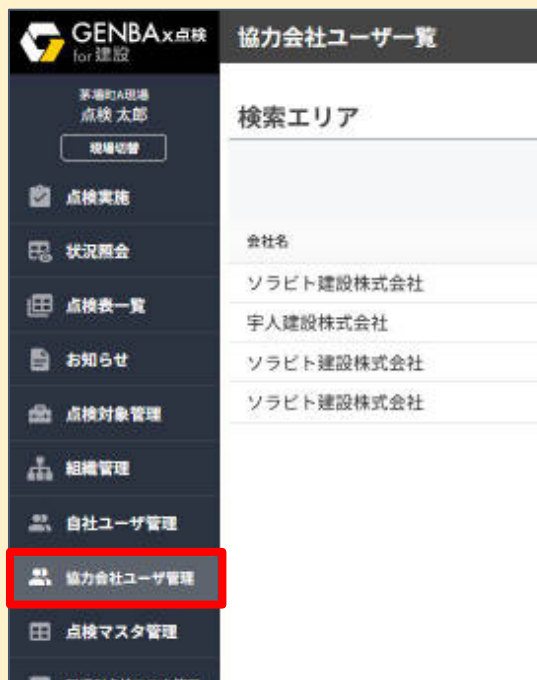 GENBAx点検
for 建設
協力会社ユーザ一覧
茅場町A現場
点検 太郎
現場切替
検索エリア
点検実施
状況照会
点検表一覧
お知らせ
点検対象管理
組織管理
自社ユーザ管理
協力会社ユーザ管理
点検マスタ管理
会社名
ソラビト建設株式会社
宇人建設株式会社
ソラビト建設株式会社
ソラビト建設株式会社